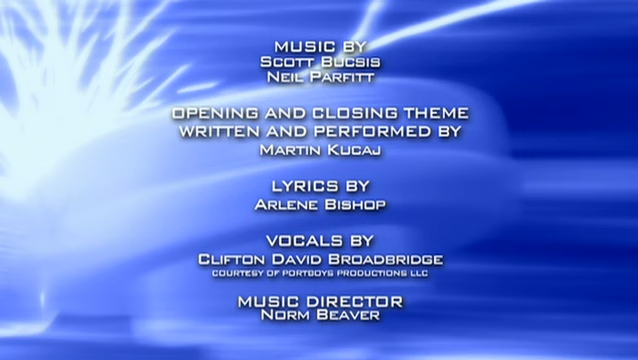 MUSIC BY
SCOTT BUCSIS
NEIL PARFITT
OPENING AND CLOSING THEME
WRITTEN AND PERFORMED BY
MARTIN KUCAJ
LYRICS BY
ARLENE BISHOP
VOCALS BY
CLIFTON DAVID BROADBRIDGE
COURTESY OF PORTBOYS PRODUCTIONS LLC
MUSIC DIRECTOR
NORM BEAVER